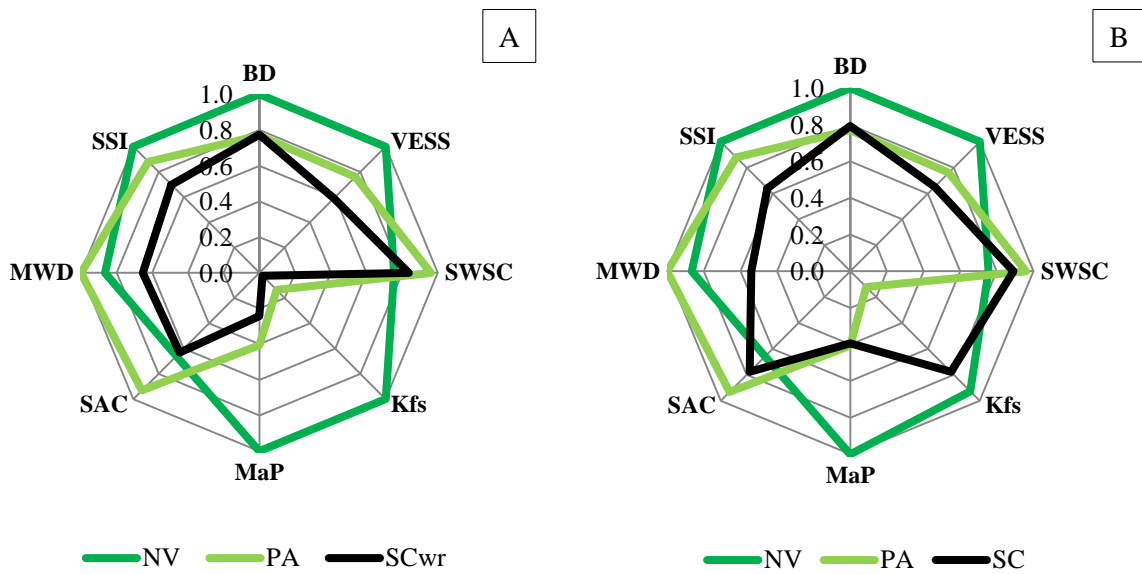 A
BD
1.0
0.8
0.6
0.4
0.2
0.0
VESS
SWSC
Kfs
MaP
SAC
MWD
SSI
NV PA SCwr
B
BD
1.0
0.8
0.6
0.4
0.2
0.0
VESS
SWSC
Kfs
MaP
SAC
MWD
SSI
NV PA SC